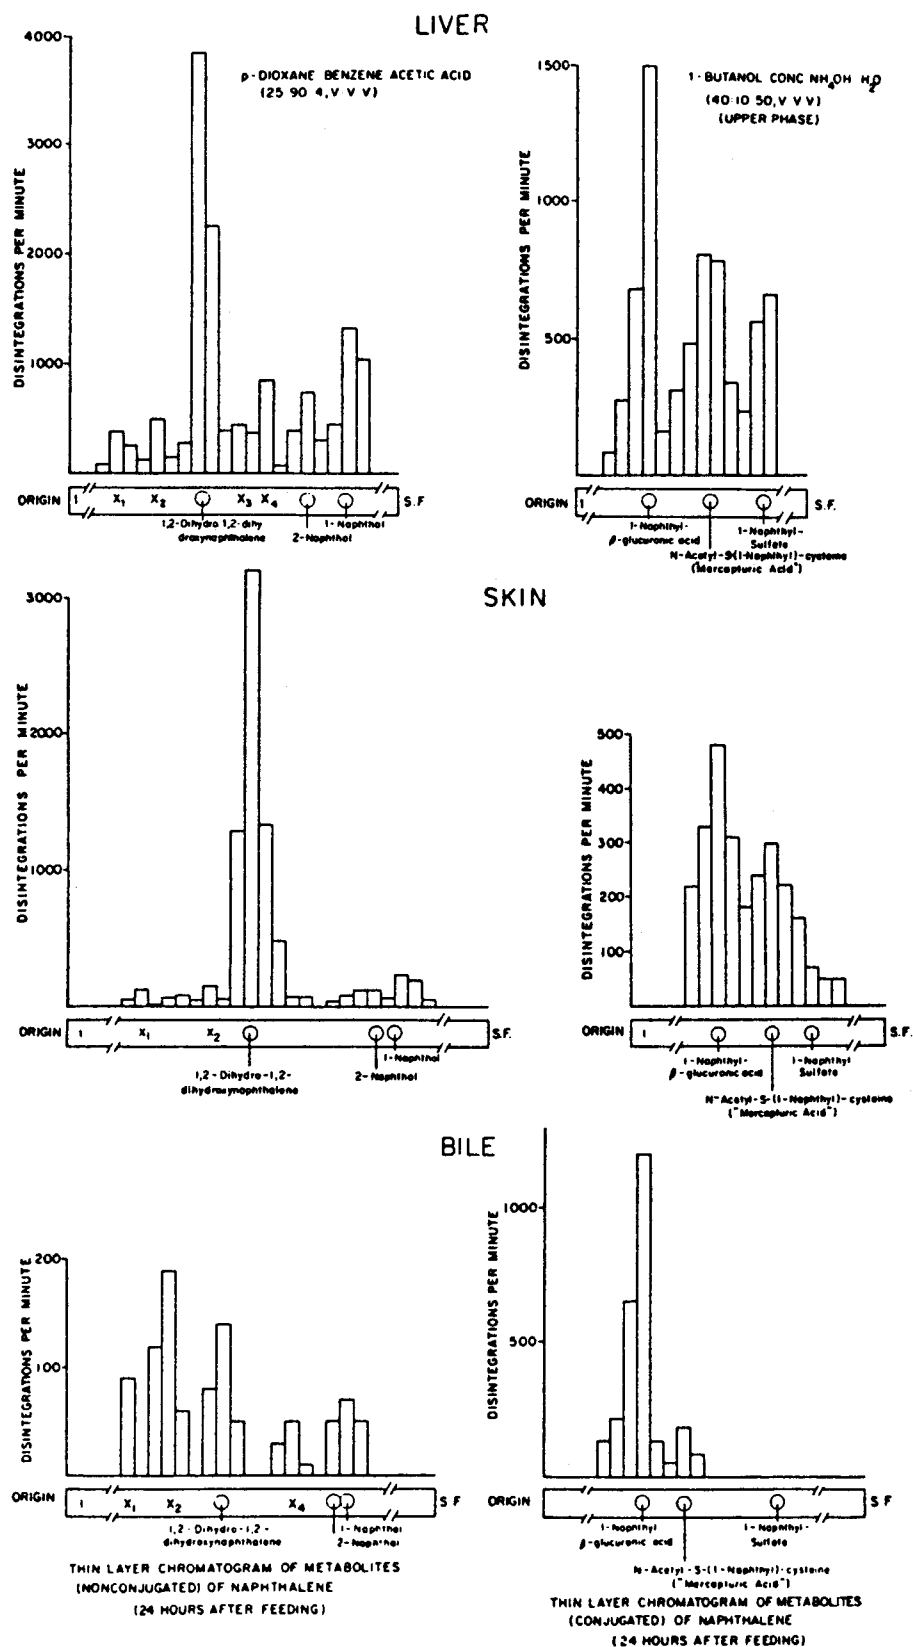 LIVER
4000
3000
2000
1000
DISINTEGRATIONS PER MINUTE
p-DIOXANE BENZENE ACETIC ACID
(25 90 4, V V V)
ORIGIN 1 X1 X2 X3 X4 S.F.
1,2-Dihydro 1,2-dihy
droxynaphthalene
1-Naphthol
2-Naphthol
1500
1000
500
DISINTEGRATIONS PER MINUTE
1-BUTANOL CONC NH4OH H2O
(40:10 50, V V V)
(UPPER PHASE)
ORIGIN 1 S.F.
1-Naphthyl-
β-glucuronic acid
1-Naphthyl-
Sulfate
N-Acetyl-S-(1-Naphthyl)-cysteine
("Mercapturic Acid")
SKIN
3000
2000
1000
DISINTEGRATIONS PER MINUTE
ORIGIN 1 X1 X2 S.F.
1,2-Dihydro-1,2-
dihydroxynaphthalene
1-Naphthol
2-Naphthol
500
400
300
200
100
DISINTEGRATIONS PER MINUTE
ORIGIN 1 S.F.
1-Naphthyl-
β-glucuronic acid
1-Naphthyl
Sulfate
N-Acetyl-S-(1-Naphthyl)-cysteine
("Mercapturic Acid")
BILE
200
100
DISINTEGRATIONS PER MINUTE
ORIGIN 1 X1 X2 X4 S F
1,2-Dihydro-1,2-
dihydroxynaphthalene
1-Naphthol
2-Naphthol
THIN LAYER CHROMATOGRAM OF METABOLITES
(NONCONJUGATED) OF NAPHTHALENE
(24 HOURS AFTER FEEDING)
1000
500
DISINTEGRATIONS PER MINUTE
ORIGIN S F
1-Naphthyl
β-glucuronic acid
1-Naphthyl-
Sulfate
N-Acetyl-S-(1-Naphthyl)-cysteine
("Mercapturic Acid")
THIN LAYER CHROMATOGRAM OF METABOLITES
(CONJUGATED) OF NAPHTHALENE
(24 HOURS AFTER FEEDING)